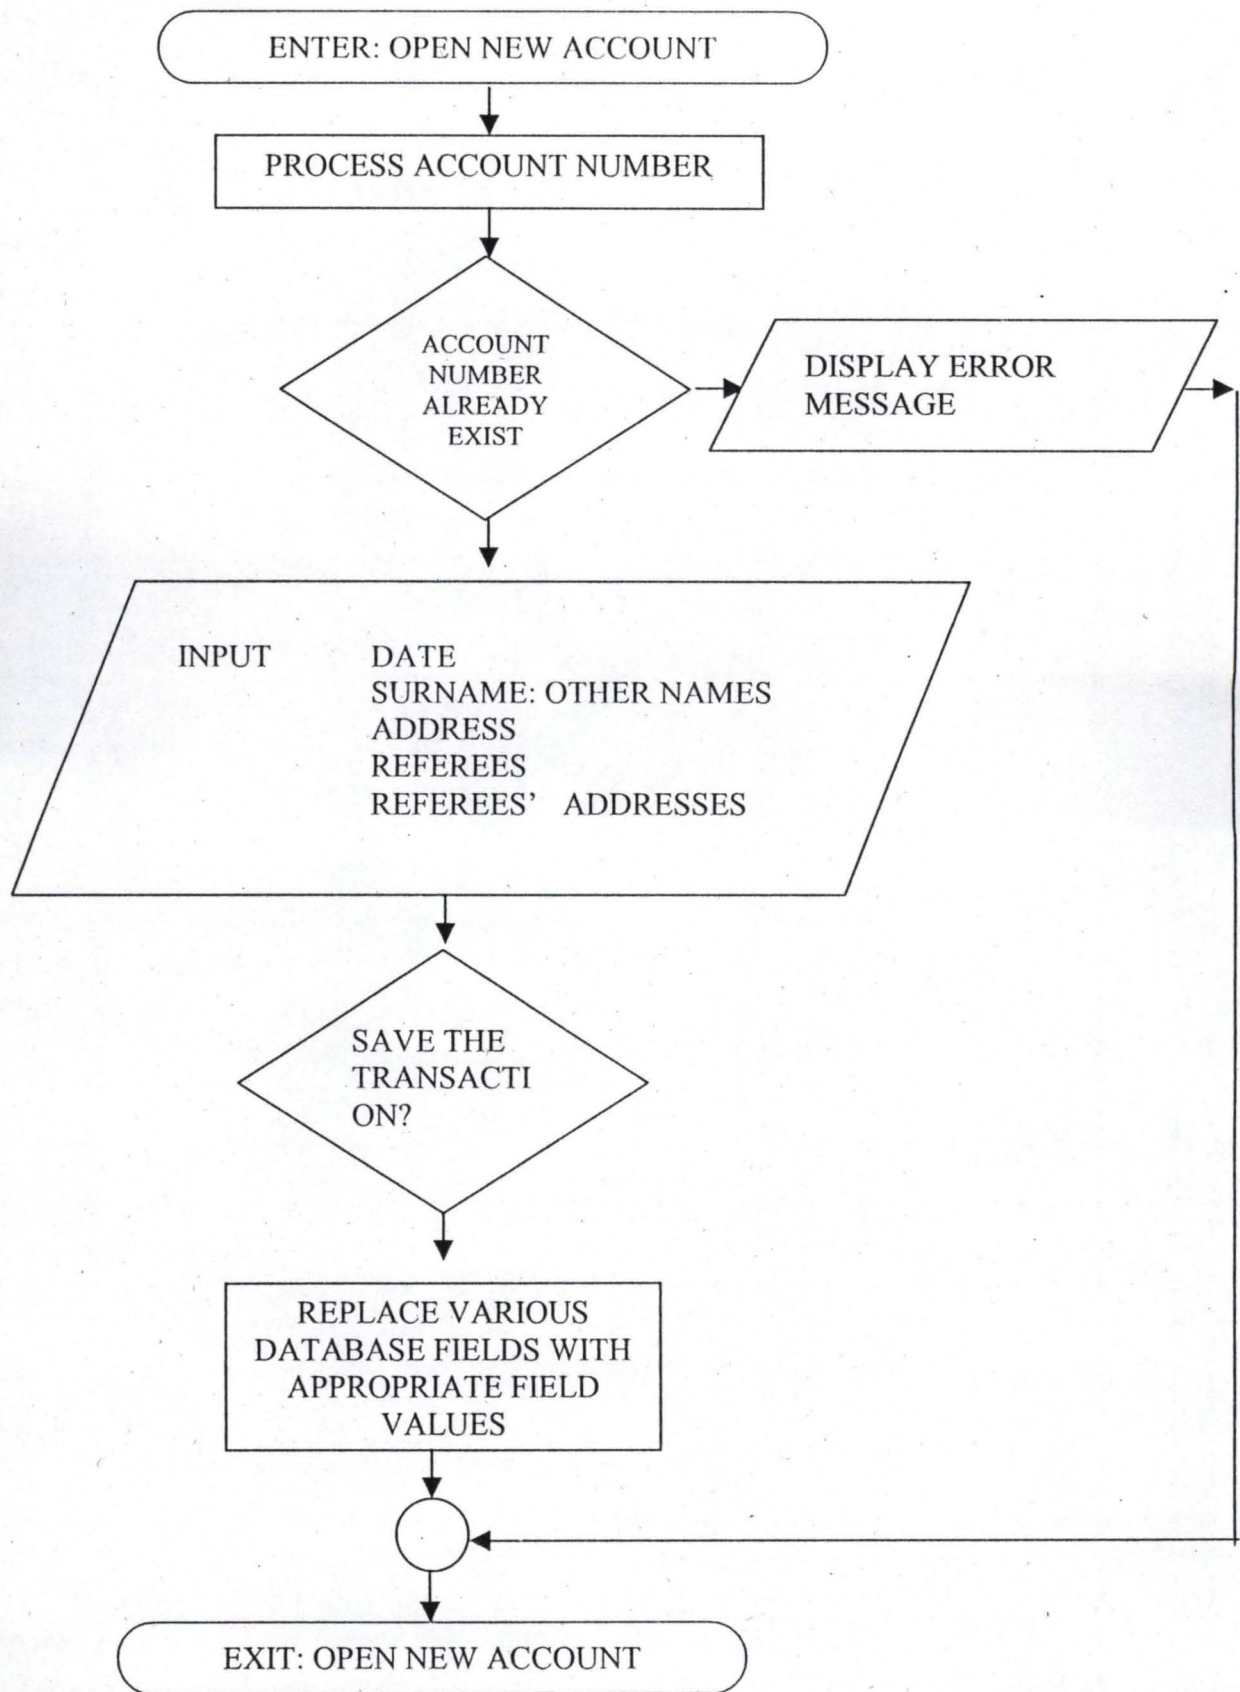 ENTER: OPEN NEW ACCOUNT
PROCESS ACCOUNT NUMBER
ACCOUNT
NUMBER
ALREADY
EXIST
DISPLAY ERROR
MESSAGE
INPUT DATE
SURNAME: OTHER NAMES
ADDRESS
REFEREES
REFEREES’ ADDRESSES
SAVE THE
TRANSACTI
ON?
REPLACE VARIOUS
DATABASE FIELDS WITH
APPROPRIATE FIELD
VALUES
EXIT: OPEN NEW ACCOUNT